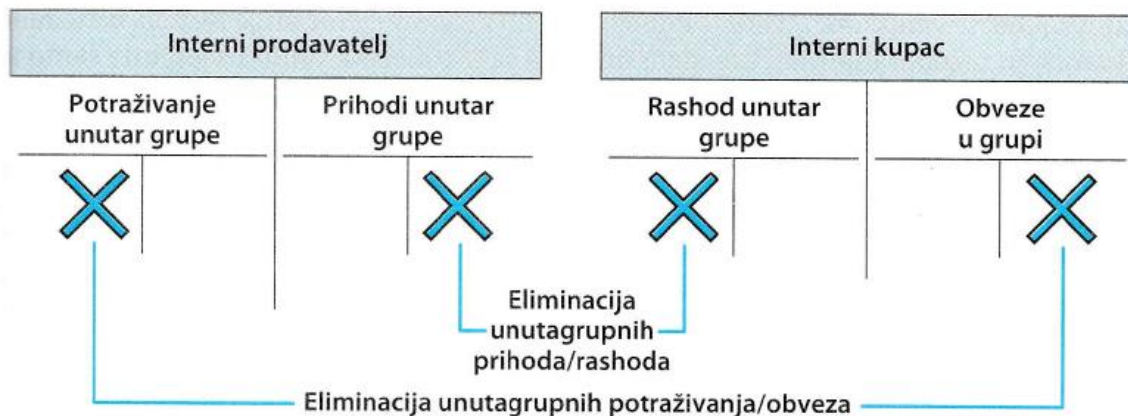 Interni prodavatelj
Interni kupac
Potraživanje
unutar grupe
Prihodi unutar
grupe
Rashod unutar
grupe
Obveze
u grupi
Eliminacija
unutagrupnih
prihoda/rashoda
Eliminacija unutagrupnih potraživanja/obveza